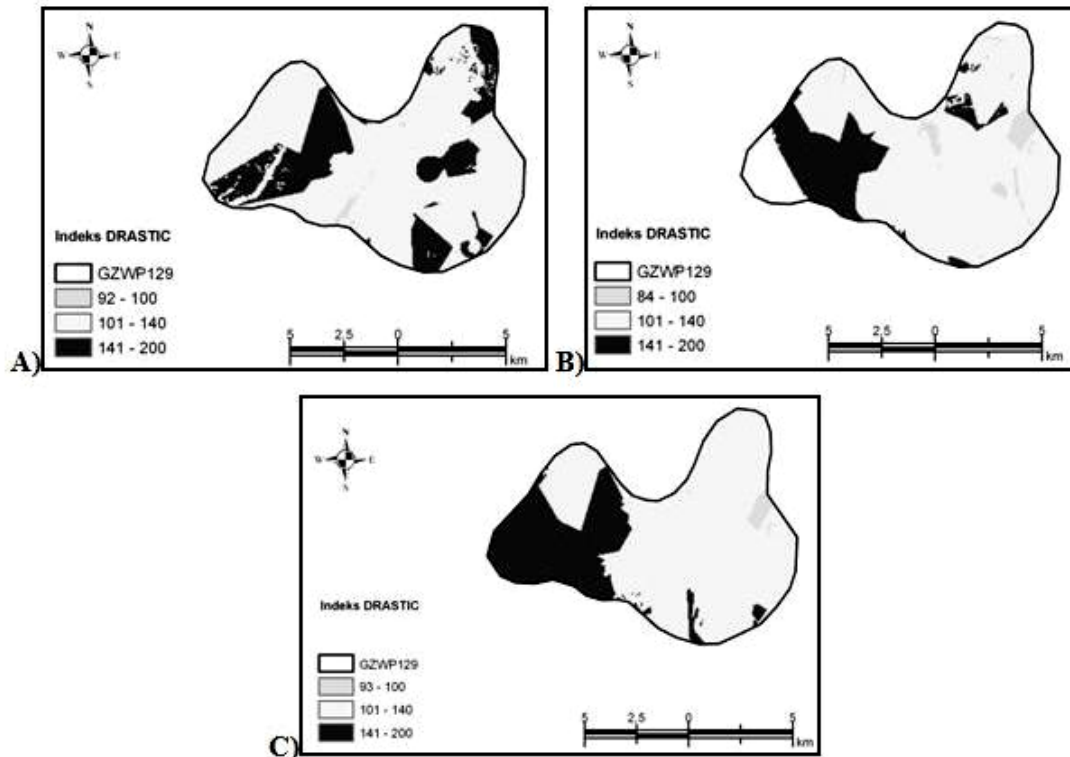 N
W E
S
Indeks DRASTIC
GZWP129
92 - 100
101 - 140
141 - 200
5 2,5 0 5
km
A)
N
W E
S
Indeks DRASTIC
GZWP129
84 - 100
101 - 140
141 - 200
5 2,5 0 5
km
B)
N
W E
S
Indeks DRASTIC
GZWP129
93 - 100
101 - 140
141 - 200
5 2,5 0 5
km
C)